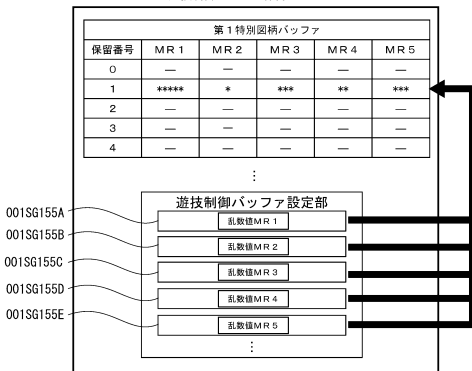 第1特別図柄バッファ
保留番号 MR1 MR2 MR3 MR4 MR5
0 — — — — —
1 ***** * *** ** ***
2 — — — — —
3 — — — — —
4 — — — — —
⋮
遊技制御バッファ設定部
001SG155A 乱数値MR1
001SG155B 乱数値MR2
001SG155C 乱数値MR3
001SG155D 乱数値MR4
001SG155E 乱数値MR5
⋮